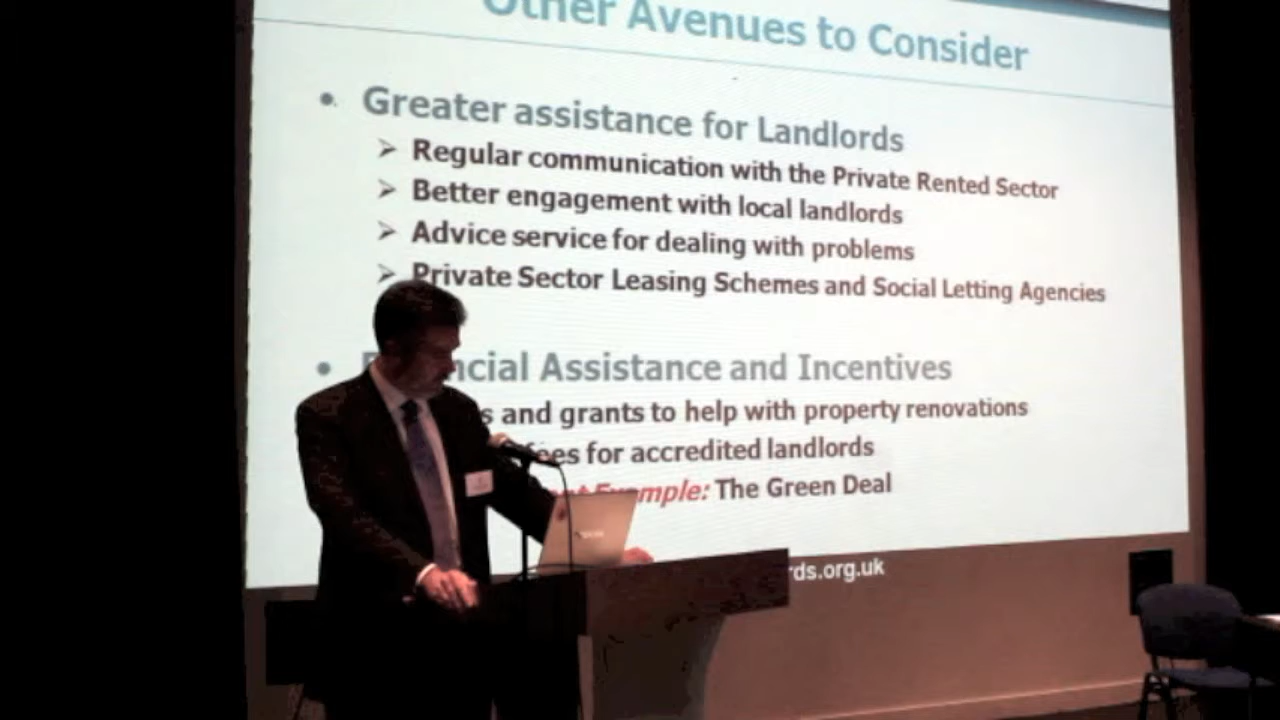 Other Avenues to Consider
• Greater assistance for Landlords
➢ Regular communication with the Private Rented Sector
➢ Better engagement with local landlords
➢ Advice service for dealing with problems
➢ Private Sector Leasing Schemes and Social Letting Agencies
• ncial Assistance and Incentives
s and grants to help with property renovations
fees for accredited landlords
Example: The Green Deal
rds.org.uk